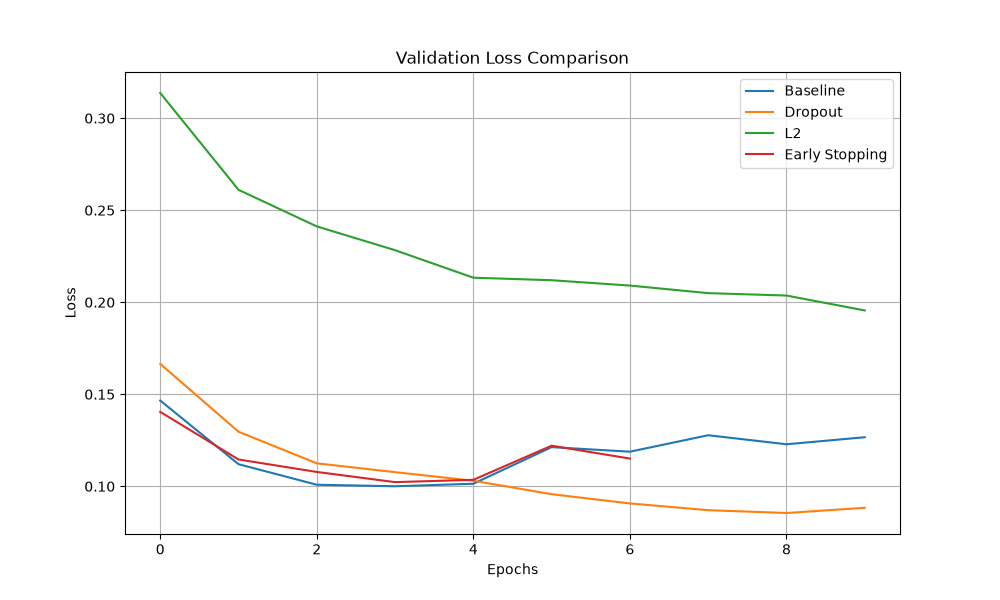 Validation Loss Comparison
Baseline
Dropout
L2
Early Stopping
Loss
0.30
0.25
0.20
0.15
0.10
0 2 4 6 8
Epochs